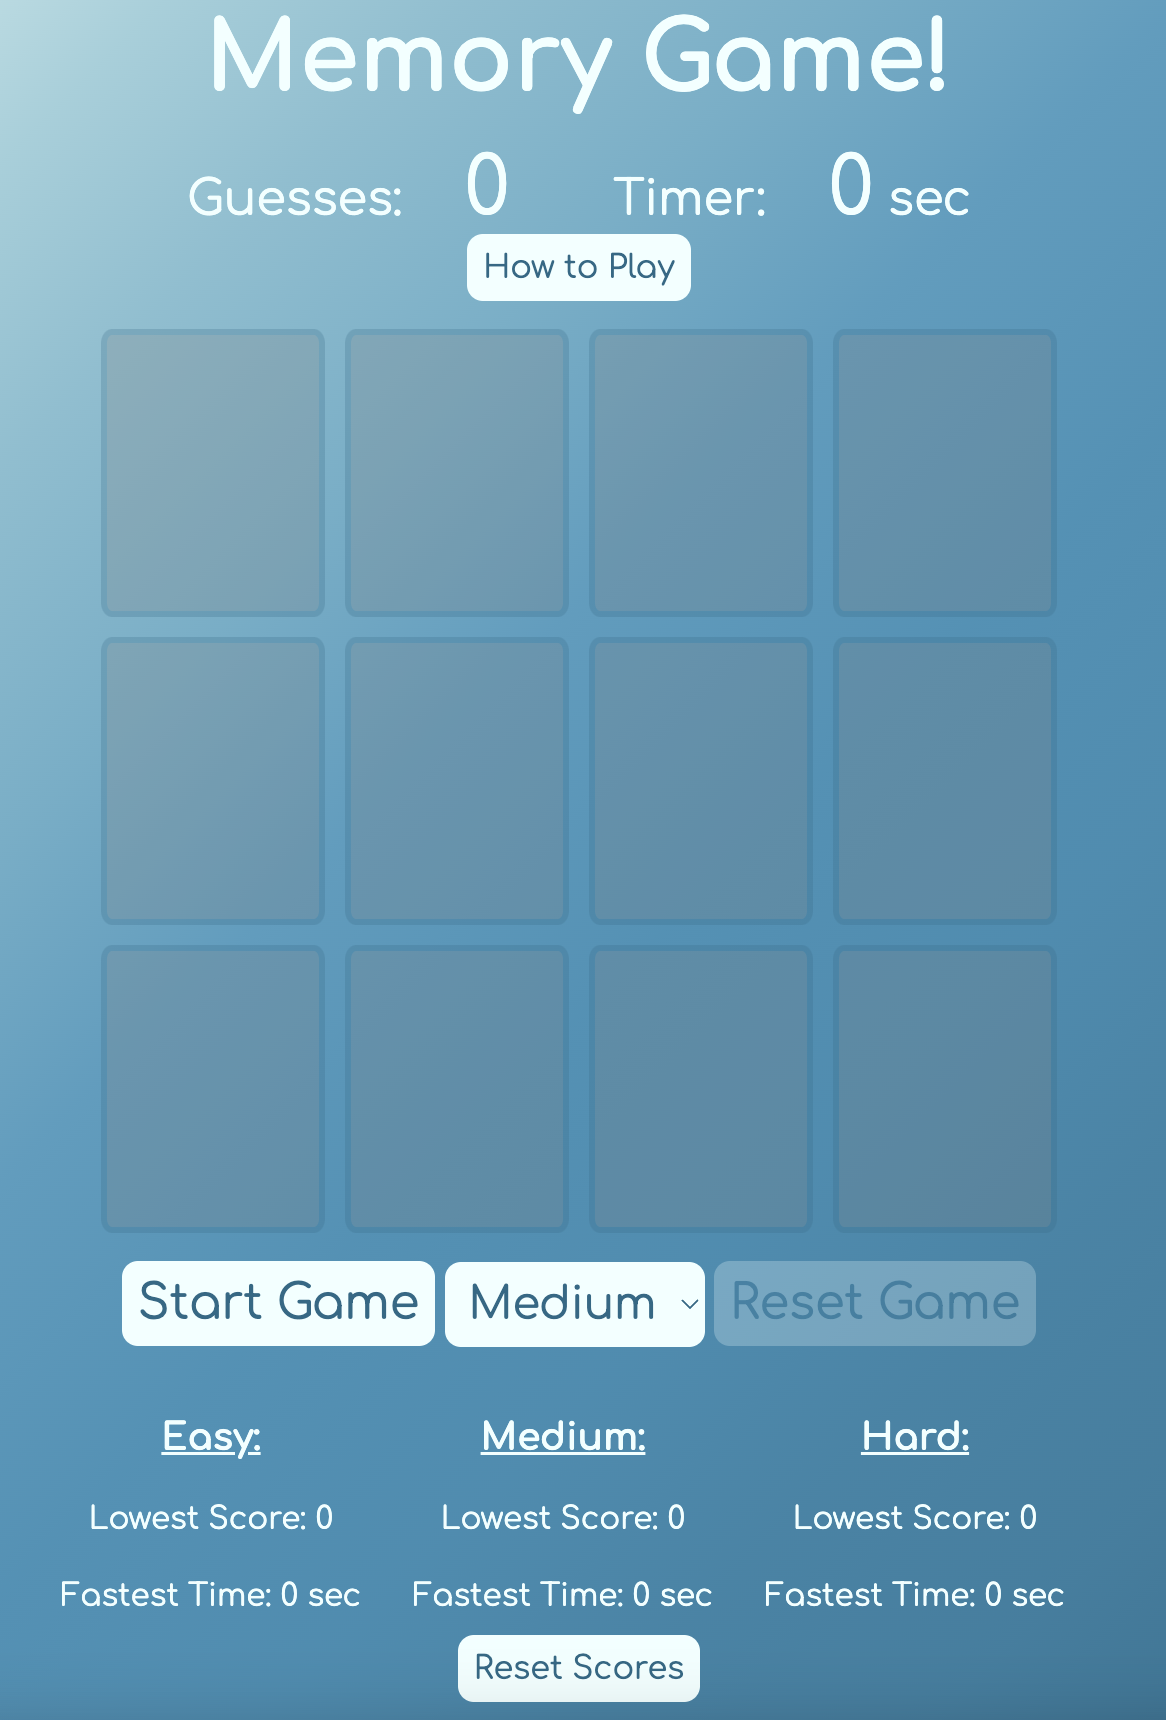 Memory Game!
Guesses: 0 Timer: 0 sec
How to Play
Start Game Medium Reset Game
Easy: Medium: Hard:
Lowest Score: 0 Lowest Score: 0 Lowest Score: 0
Fastest Time: 0 sec Fastest Time: 0 sec Fastest Time: 0 sec
Reset Scores